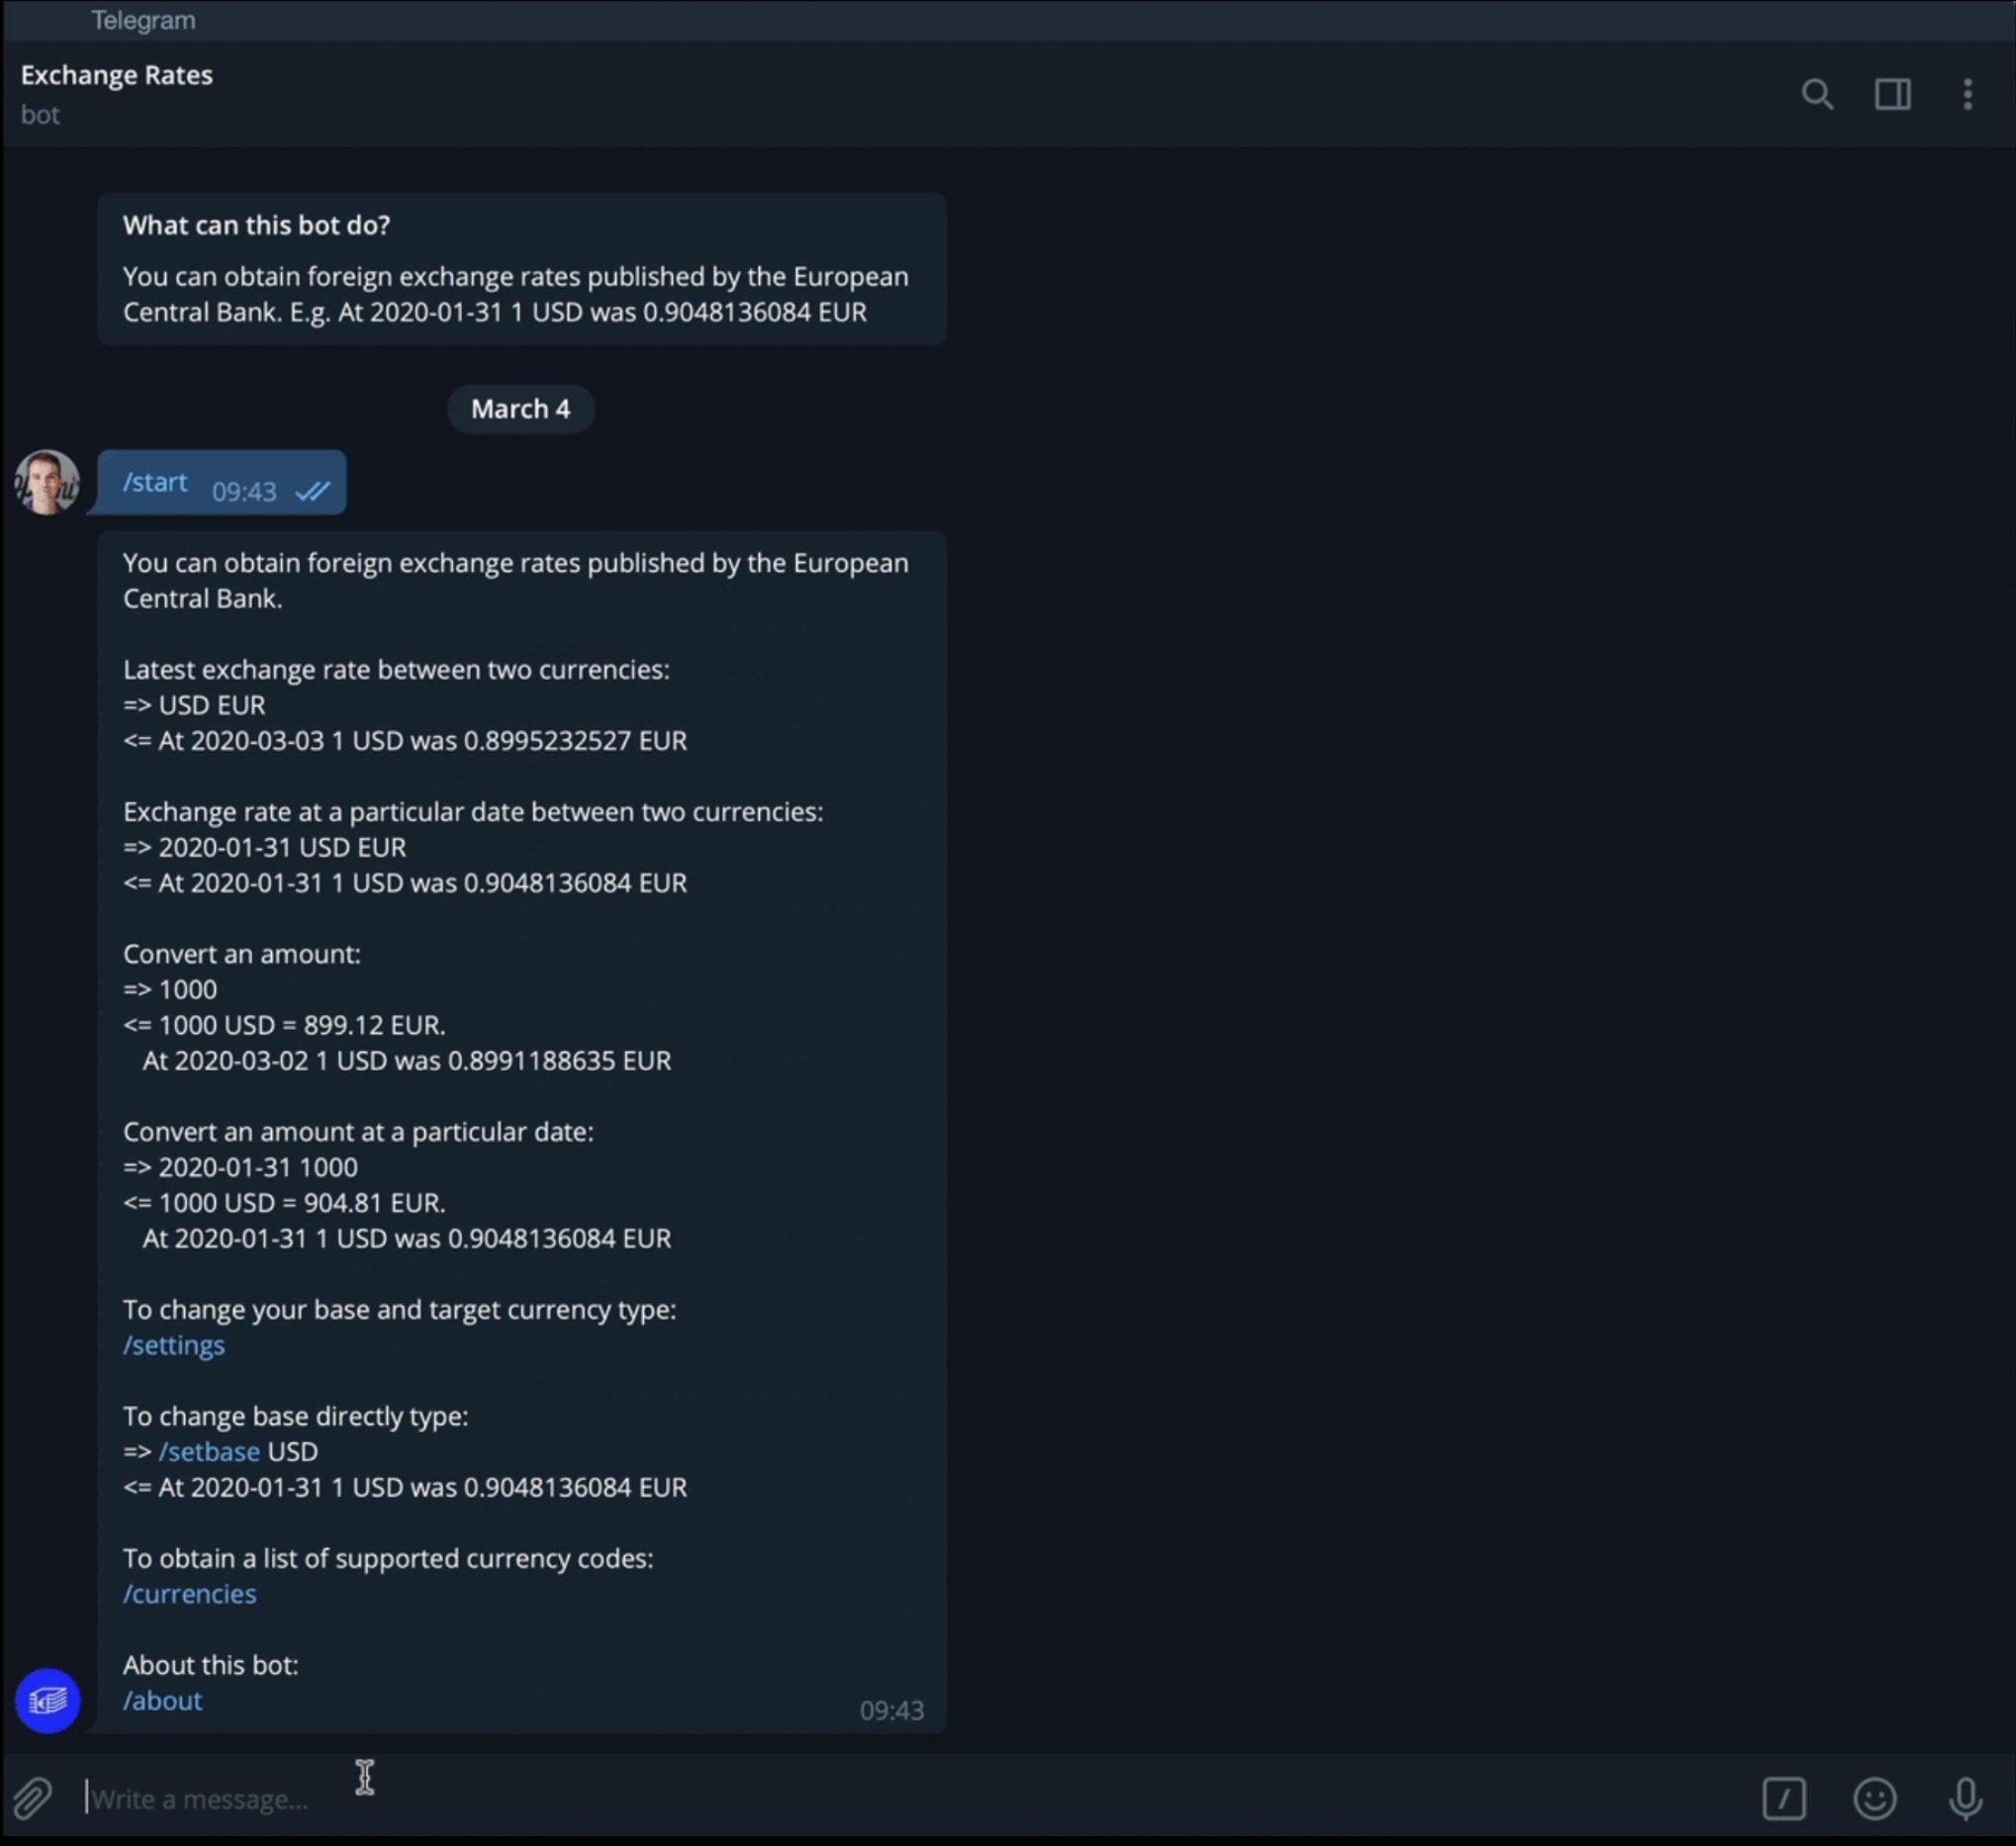 Telegram
Exchange Rates
bot
What can this bot do?
You can obtain foreign exchange rates published by the European
Central Bank. E.g. At 2020-01-31 1 USD was 0.9048136084 EUR
March 4
/start 09:43
You can obtain foreign exchange rates published by the European
Central Bank.
Latest exchange rate between two currencies:
=> USD EUR
<= At 2020-03-03 1 USD was 0.8995232527 EUR
Exchange rate at a particular date between two currencies:
=> 2020-01-31 USD EUR
<= At 2020-01-31 1 USD was 0.9048136084 EUR
Convert an amount:
=> 1000
<= 1000 USD = 899.12 EUR.
At 2020-03-02 1 USD was 0.8991188635 EUR
Convert an amount at a particular date:
=> 2020-01-31 1000
<= 1000 USD = 904.81 EUR.
At 2020-01-31 1 USD was 0.9048136084 EUR
To change your base and target currency type:
/settings
To change base directly type:
=> /setbase USD
<= At 2020-01-31 1 USD was 0.9048136084 EUR
To obtain a list of supported currency codes:
/currencies
About this bot:
/about
09:43
Write a message...